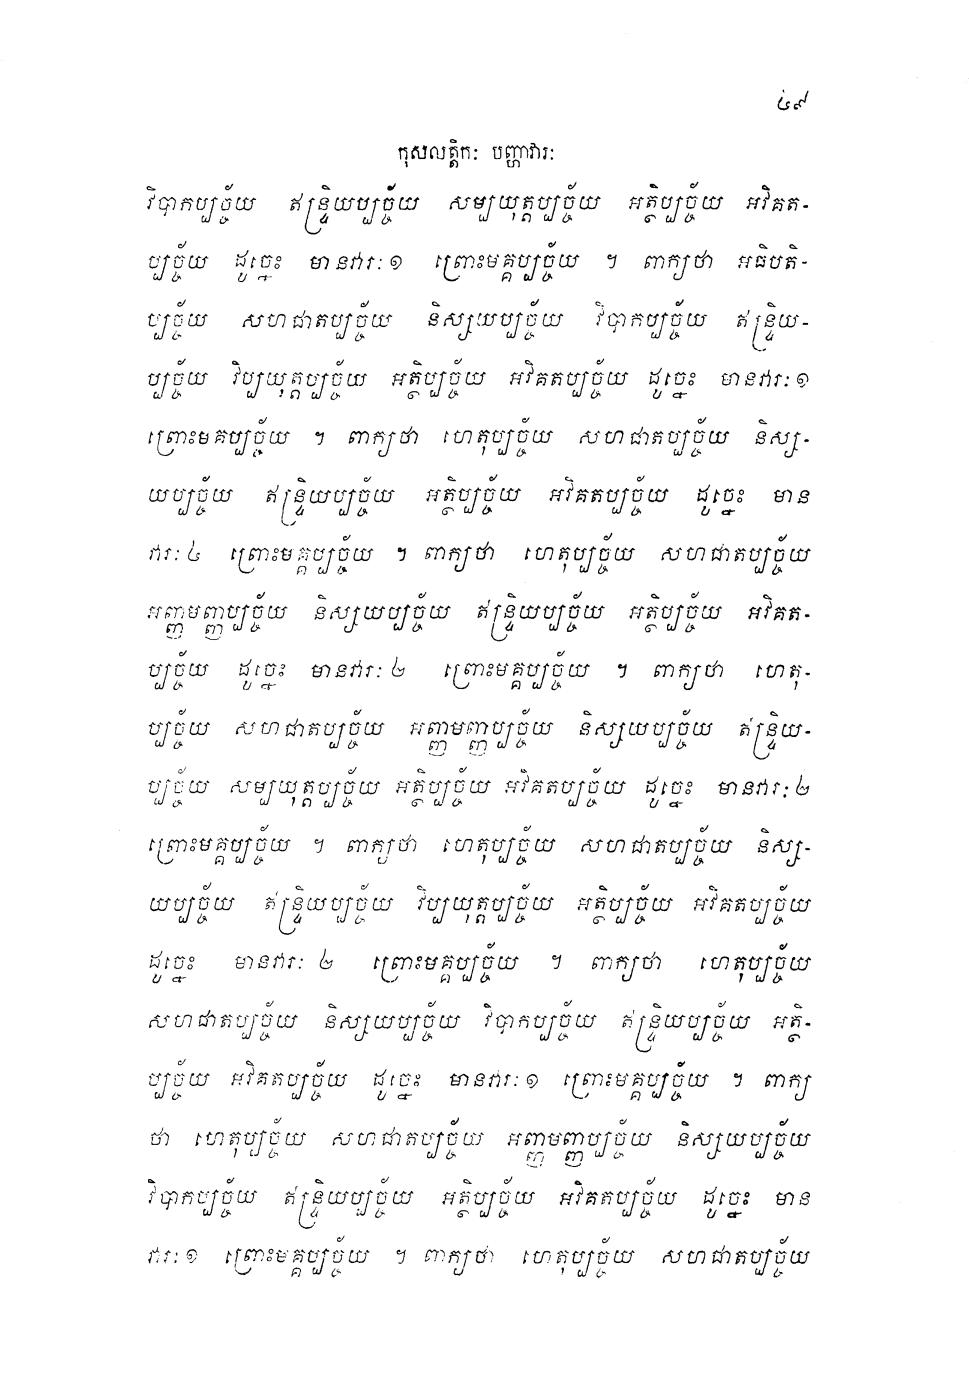 ៤៩
កុសលត្តិកៈ បញ្ហាវារៈ
វិបាកប្បច្ច័យ ឥន្ទ្រិយប្បច្ច័យ សម្បយុត្តប្បច្ច័យ អត្ថិប្បច្ច័យ អវិគត-
ប្បច្ច័យ ដូច្នេះ មានវារៈ ១ ព្រោះមគ្គប្បច្ច័យ ។ ពាក្យថា អធិបតិ-
ប្បច្ច័យ សហជាតប្បច្ច័យ និស្សយប្បច្ច័យ វិបាកប្បច្ច័យ ឥន្ទ្រិយ-
ប្បច្ច័យ វិប្បយុត្តប្បច្ច័យ អត្ថិប្បច្ច័យ អវិគតប្បច្ច័យ ដូច្នេះ មានវារៈ ១
ព្រោះមគប្បច្ច័យ ។ ពាក្យថា ហេតុប្បច្ច័យ សហជាតប្បច្ច័យ និស្ស-
យប្បច្ច័យ ឥន្ទ្រិយប្បច្ច័យ អត្ថិប្បច្ច័យ អវិគតប្បច្ច័យ ដូច្នេះ មាន
វារៈ ៤ ព្រោះមគ្គប្បច្ច័យ ។ ពាក្យថា ហេតុប្បច្ច័យ សហជាតប្បច្ច័យ
អញ្ញមញ្ញប្បច្ច័យ និស្សយប្បច្ច័យ ឥន្ទ្រិយប្បច្ច័យ អត្ថិប្បច្ច័យ អវិគត-
ប្បច្ច័យ ដូច្នេះ មានវារៈ ២ ព្រោះមគ្គប្បច្ច័យ ។ ពាក្យថា ហេតុ-
ប្បច្ច័យ សហជាតប្បច្ច័យ អញ្ញមញ្ញប្បច្ច័យ និស្សយប្បច្ច័យ ឥន្ទ្រិយ-
ប្បច្ច័យ សម្បយុត្តប្បច្ច័យ អត្ថិប្បច្ច័យ អវិគតប្បច្ច័យ ដូច្នេះ មានវារៈ ២
ព្រោះមគ្គប្បច្ច័យ ។ ពាក្យថា ហេតុប្បច្ច័យ សហជាតប្បច្ច័យ និស្ស-
យប្បច្ច័យ ឥន្ទ្រិយប្បច្ច័យ វិប្បយុត្តប្បច្ច័យ អត្ថិប្បច្ច័យ អវិគតប្បច្ច័យ
ដូច្នេះ មានវារៈ ២ ព្រោះមគ្គប្បច្ច័យ ។ ពាក្យថា ហេតុប្បច្ច័យ
សហជាតប្បច្ច័យ និស្សយប្បច្ច័យ វិបាកប្បច្ច័យ ឥន្ទ្រិយប្បច្ច័យ អត្ថិ-
ប្បច្ច័យ អវិគតប្បច្ច័យ ដូច្នេះ មានវារៈ ១ ព្រោះមគ្គប្បច្ច័យ ។ ពាក្យ
ថា ហេតុប្បច្ច័យ សហជាតប្បច្ច័យ អញ្ញមញ្ញប្បច្ច័យ និស្សយប្បច្ច័យ
វិបាកប្បច្ច័យ ឥន្ទ្រិយប្បច្ច័យ អត្ថិប្បច្ច័យ អវិគតប្បច្ច័យ ដូច្នេះ មាន
វារៈ ១ ព្រោះមគ្គប្បច្ច័យ ។ ពាក្យថា ហេតុប្បច្ច័យ សហជាតប្បច្ច័យ